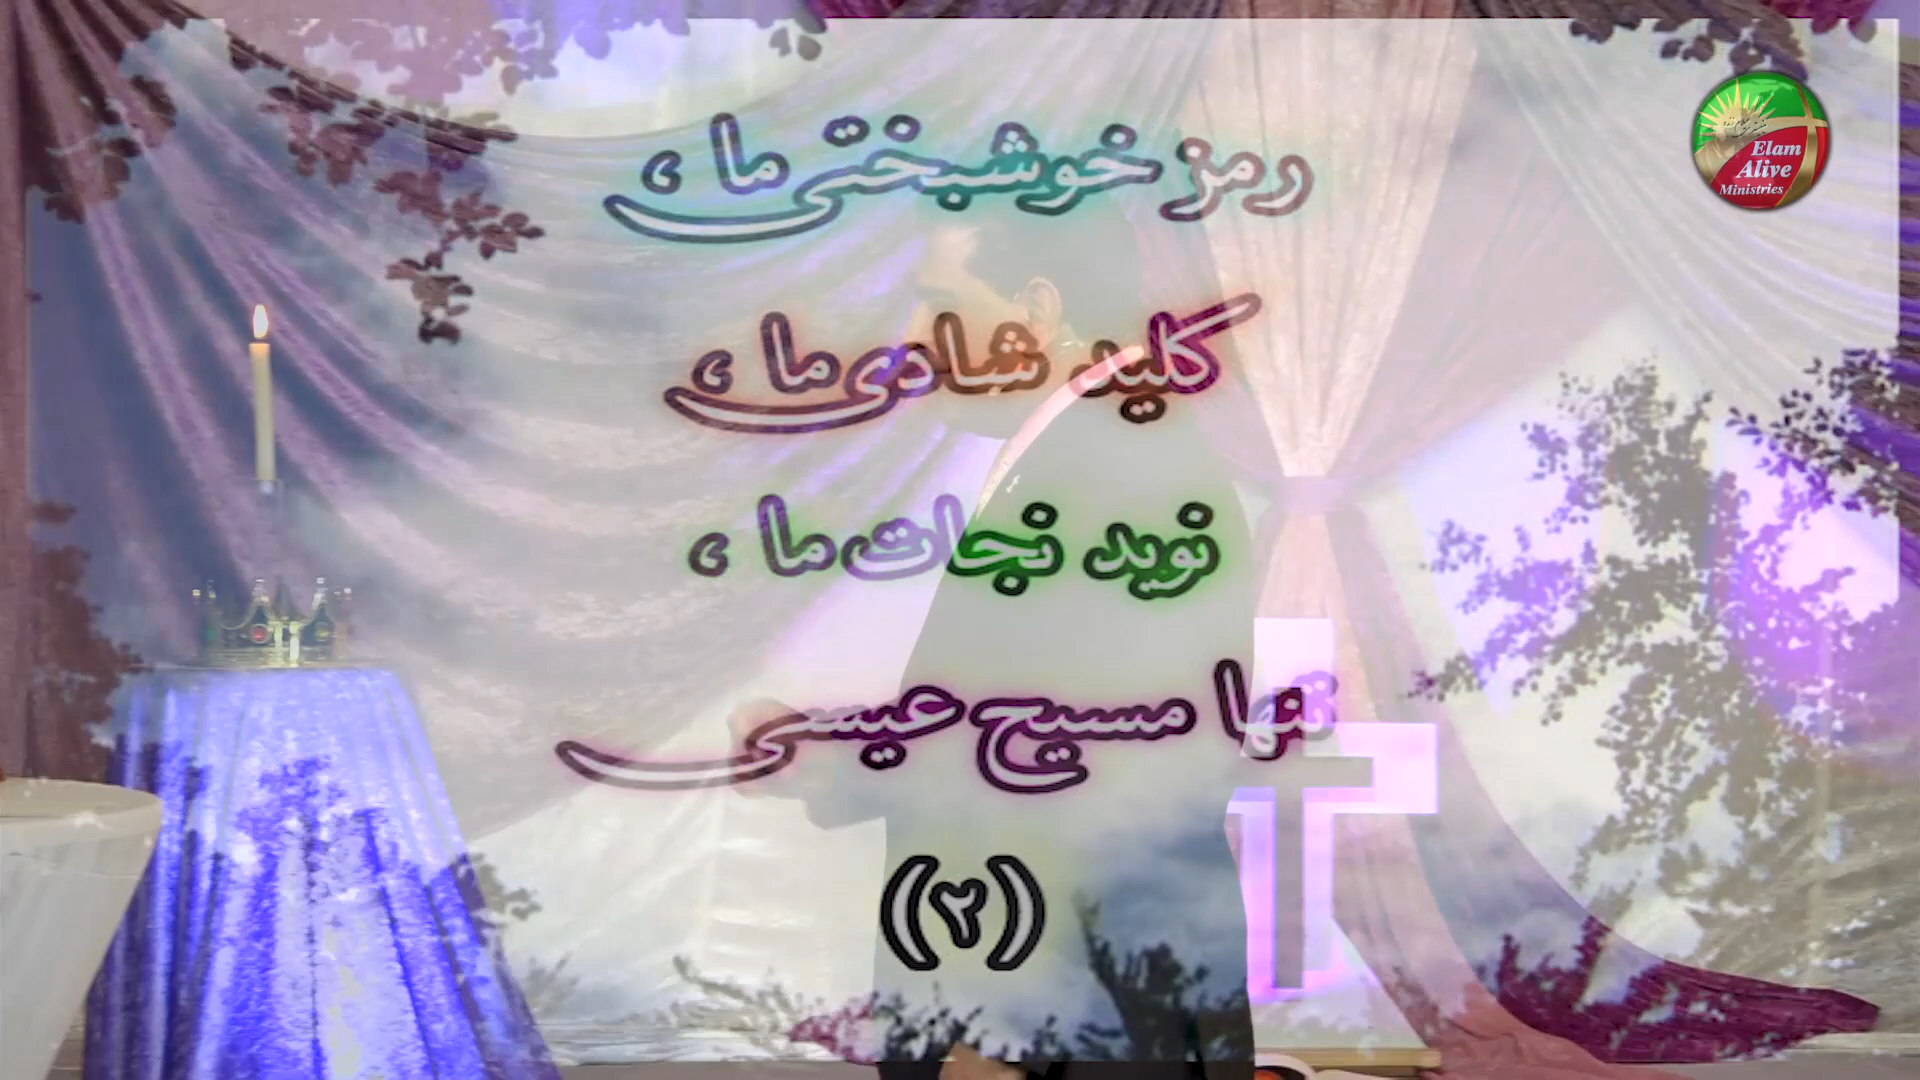 رمز خوشبختی ما ،
کلید شادی ما ،
نوید نجات ما ،
تنها مسیح عیسی
(۲)
Elam
Alive
Ministries